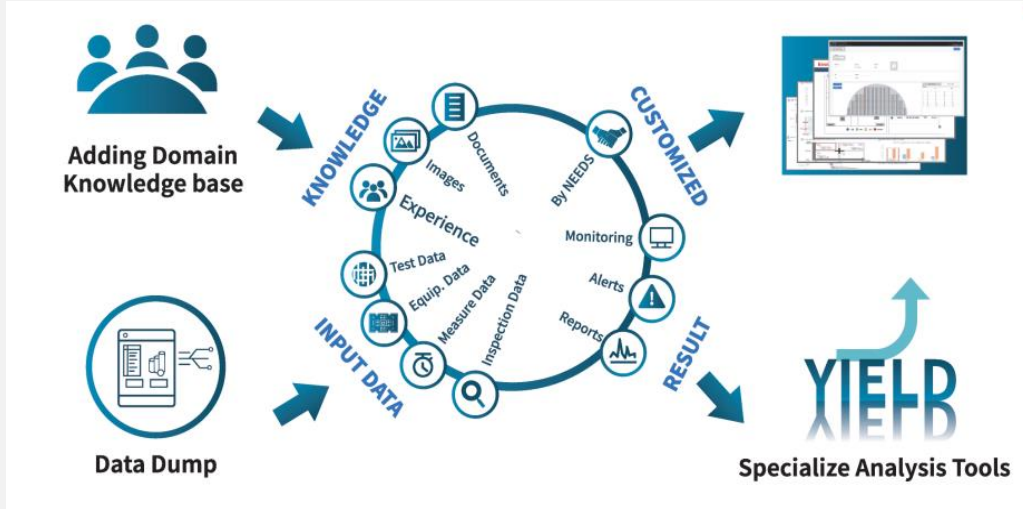 Adding Domain
Knowledge base
Data Dump
KNOWLEDGE
Documents
Images
Experience
INPUT DATA
Test Data
Equip. Data
Measure Data
Inspection Data
CUSTOMIZED
By NEEDS
Monitoring
Alerts
Reports
RESULT
YIELD
Specialize Analysis Tools